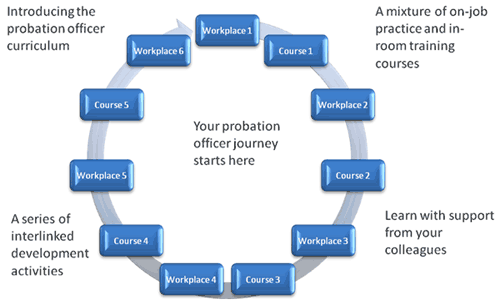 Introducing the
probation officer
curriculum
A mixture of on-job
practice and in-
room training
courses
Workplace 1
Course 1
Workplace 2
Course 2
Workplace 3
Course 3
Workplace 4
Course 4
Workplace 5
Course 5
Workplace 6
Your probation
officer journey
starts here
Learn with support
from your
colleagues
A series of
interlinked
development
activities